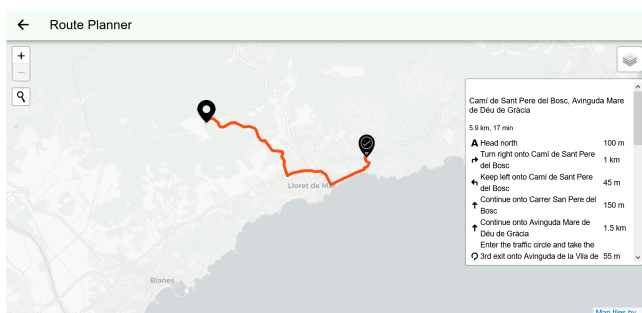 Route Planner
+
−
Lloret de Mar
Blanes
Camí de Sant Pere del Bosc, Avinguda Mare
de Déu de Gràcia
5.9 km, 17 min
Head north 100 m
Turn right onto Camí de Sant Pere
del Bosc 1 km
Keep left onto Camí de Sant Pere
del Bosc 45 m
Continue onto Carrer San Pere del
Bosc 150 m
Continue onto Avinguda Mare de
Déu de Gràcia 1.5 km
Enter the traffic circle and take the
3rd exit onto Avinguda de la Vila de 55 m
Map tiles by